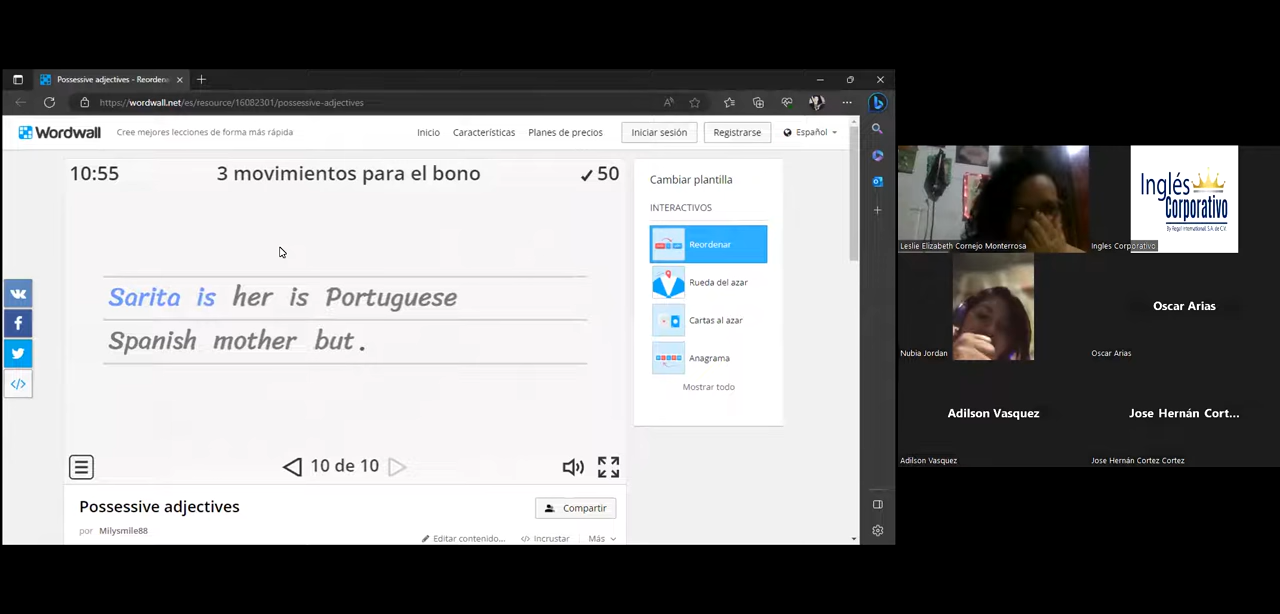 Possessive adjectives - Reordena
https://wordwall.net/es/resource/16082301/possessive-adjectives
Wordwall
Cree mejores lecciones de forma más rápida
Inicio
Características
Planes de precios
Iniciar sesión
Registrarse
Español
10:55
3 movimientos para el bono
50
Sarita is her is Portuguese
Spanish mother but.
10 de 10
Possessive adjectives
Compartir
por Milysmile88
Editar contenido...
Incrustar
Más
Cambiar plantilla
INTERACTIVOS
Reordenar
Rueda del azar
Cartas al azar
Anagrama
Mostrar todo
Leslie Elizabeth Cornejo Monterrosa
Inglés
Corporativo
By Regal International S.A. de C.V.
Ingles Corporativo
Nubia Jordan
Oscar Arias
Oscar Arias
Adilson Vasquez
Adilson Vasquez
Jose Hernán Cort...
Jose Hernán Cortez Cortez